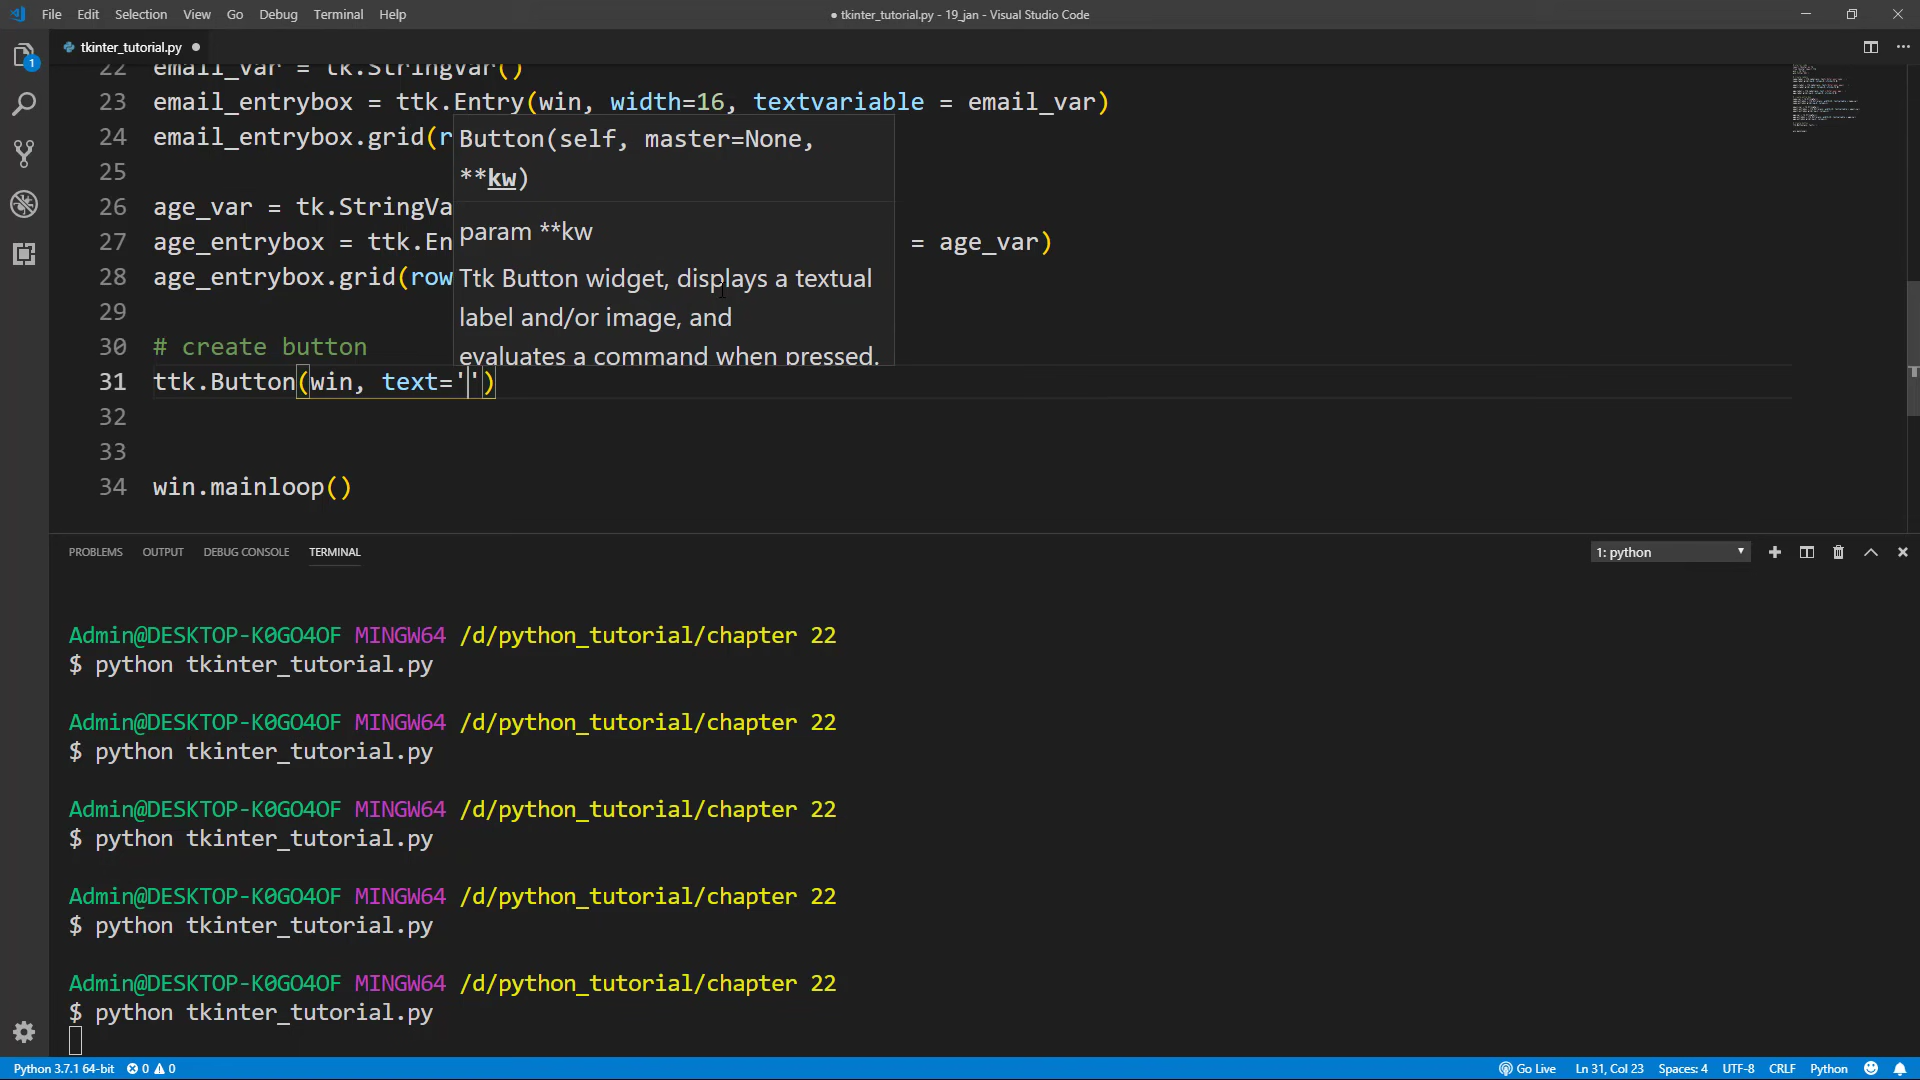 File Edit Selection View Go Debug Terminal Help
● tkinter_tutorial.py - 19_jan - Visual Studio Code
1
tkinter_tutorial.py ●
22 email_var = tk.StringVar()
23 email_entrybox = ttk.Entry(win, width=16, textvariable = email_var)
24 email_entrybox.grid(r
Button(self, master=None,
**kw)
25
26 age_var = tk.StringVa
param **kw
27 age_entrybox = ttk.En = age_var)
28 age_entrybox.grid(row
Ttk Button widget, displays a textual
label and/or image, and
evaluates a command when pressed.
29
30 # create button
31 ttk.Button(win, text='')
32
33
34 win.mainloop()
PROBLEMS OUTPUT DEBUG CONSOLE TERMINAL
1: python
Admin@DESKTOP-K0GO4OF MINGW64 /d/python_tutorial/chapter 22
$ python tkinter_tutorial.py
Admin@DESKTOP-K0GO4OF MINGW64 /d/python_tutorial/chapter 22
$ python tkinter_tutorial.py
Admin@DESKTOP-K0GO4OF MINGW64 /d/python_tutorial/chapter 22
$ python tkinter_tutorial.py
Admin@DESKTOP-K0GO4OF MINGW64 /d/python_tutorial/chapter 22
$ python tkinter_tutorial.py
Admin@DESKTOP-K0GO4OF MINGW64 /d/python_tutorial/chapter 22
$ python tkinter_tutorial.py
Python 3.7.1 64-bit 0 0 Go Live Ln 31, Col 23 Spaces: 4 UTF-8 CRLF Python